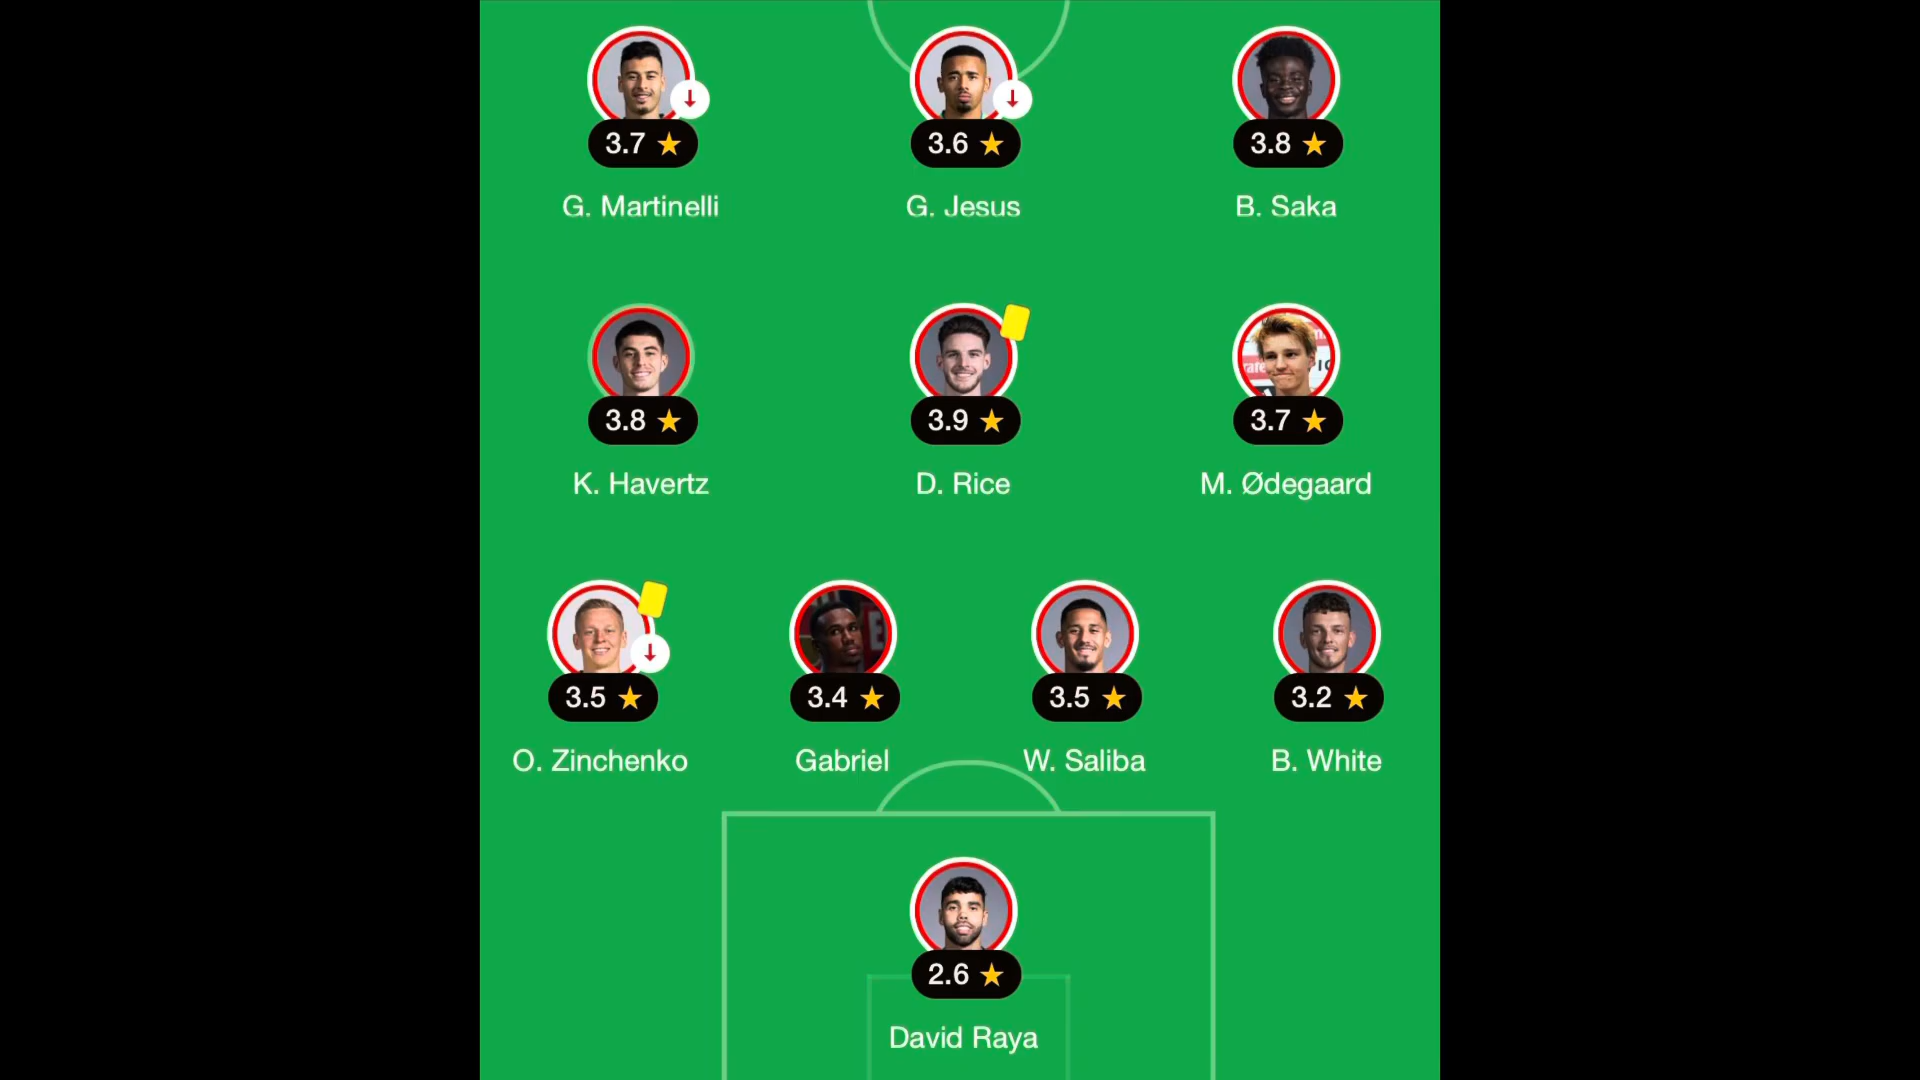 3.7 ★ 3.6 ★ 3.8 ★
G. Martinelli G. Jesus B. Saka
3.8 ★ 3.9 ★ 3.7 ★
K. Havertz D. Rice M. Ødegaard
3.5 ★ 3.4 ★ 3.5 ★ 3.2 ★
O. Zinchenko Gabriel W. Saliba B. White
2.6 ★
David Raya